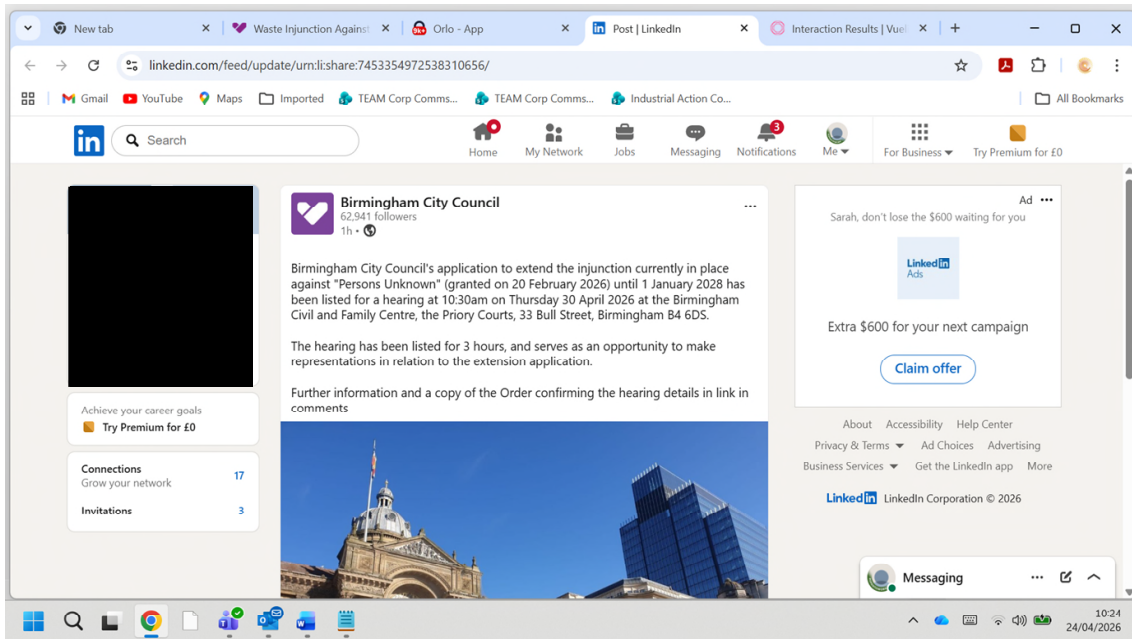 New tab
Waste Injunction Against
Orlo - App
Post | LinkedIn
Interaction Results | Vuel
linkedin.com/feed/update/urn:li:share:7453354972538310656/
Gmail
YouTube
Maps
Imported
TEAM Corp Comms...
TEAM Corp Comms...
Industrial Action Co...
All Bookmarks
in
Search
Home
My Network
Jobs
Messaging
3
Notifications
Me
For Business
Try Premium for £0
Achieve your career goals
Try Premium for £0
Connections 17
Grow your network
Invitations 3
Birmingham City Council
62,941 followers
1h •
Birmingham City Council's application to extend the injunction currently in place
against "Persons Unknown" (granted on 20 February 2026) until 1 January 2028 has
been listed for a hearing at 10:30am on Thursday 30 April 2026 at the Birmingham
Civil and Family Centre, the Priory Courts, 33 Bull Street, Birmingham B4 6DS.
The hearing has been listed for 3 hours, and serves as an opportunity to make
representations in relation to the extension application.
Further information and a copy of the Order confirming the hearing details in link in
comments
Ad
Sarah, don't lose the $600 waiting for you
LinkedIn
Ads
Extra $600 for your next campaign
Claim offer
About Accessibility Help Center
Privacy & Terms Ad Choices Advertising
Business Services Get the LinkedIn app More
LinkedIn LinkedIn Corporation © 2026
Messaging
10:24
24/04/2026